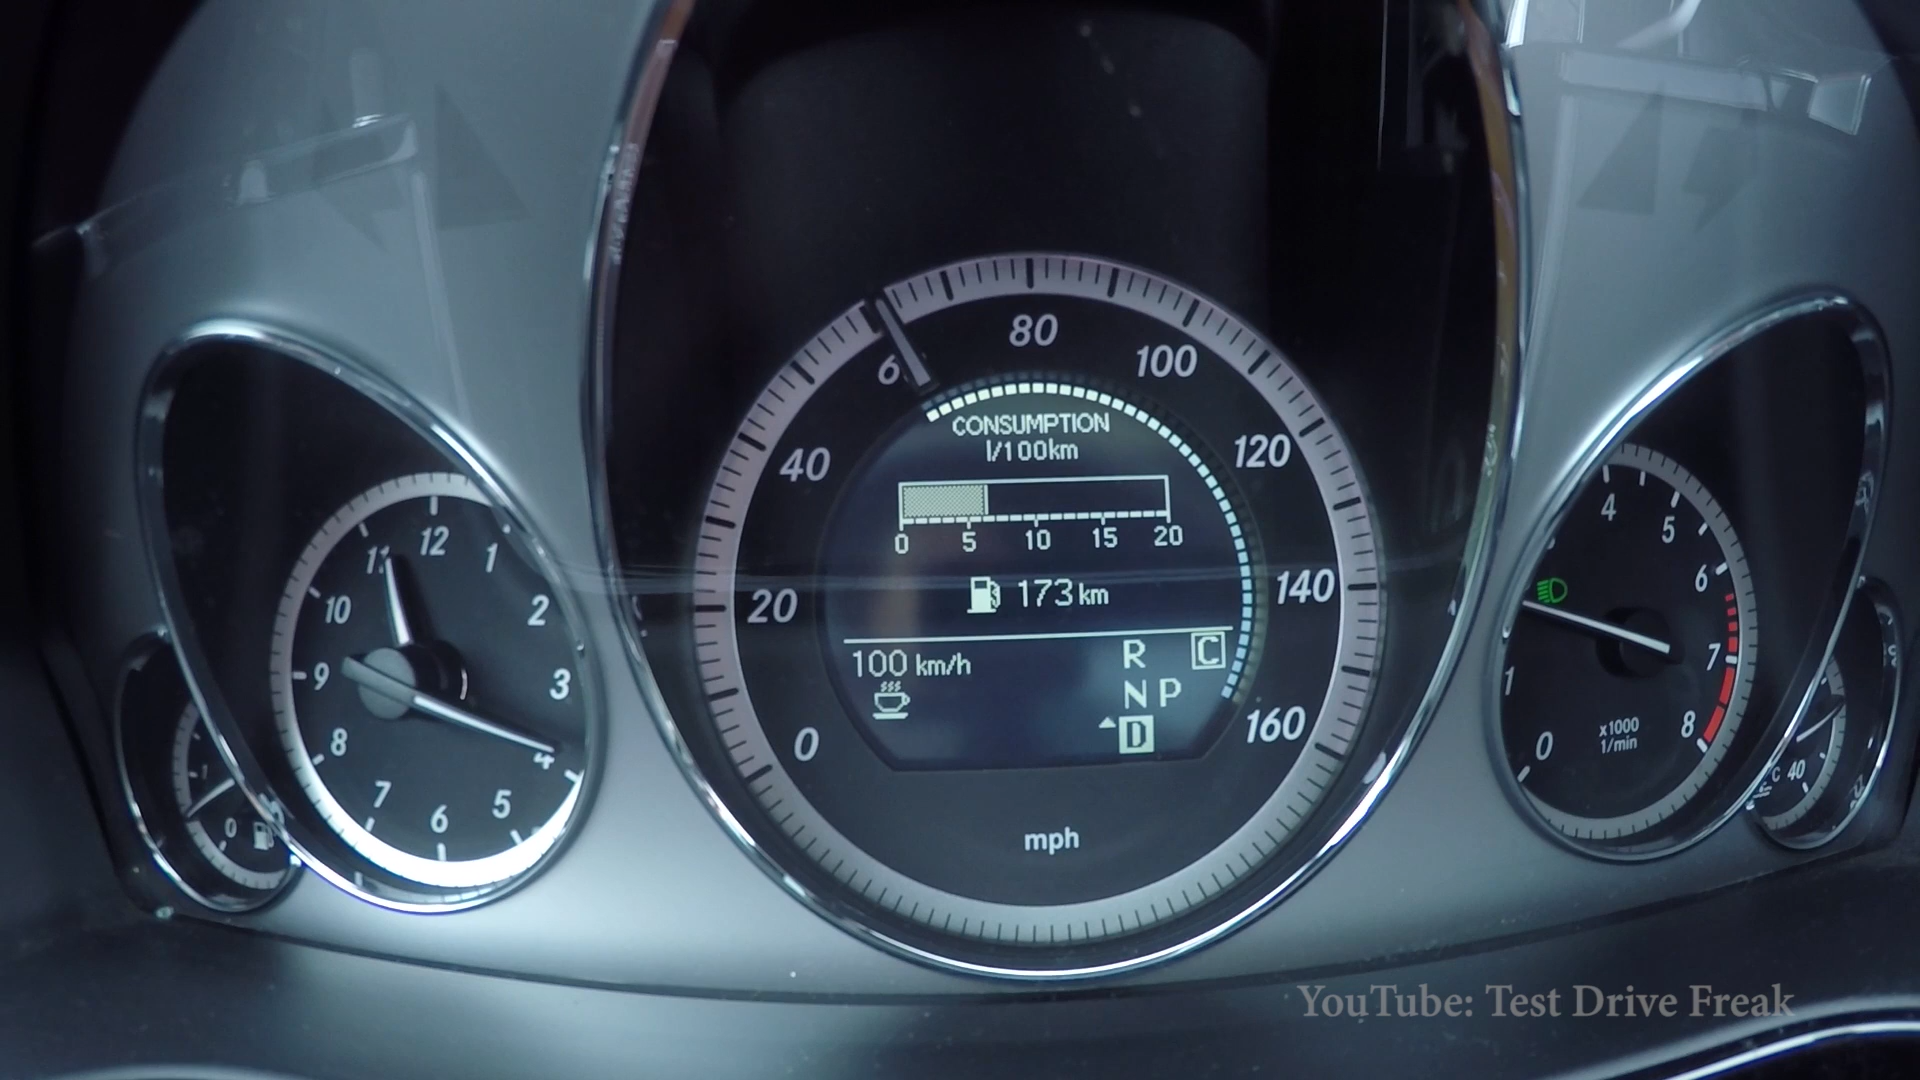 80
6
100
40
120
20
140
0
160
mph
CONSUMPTION
l/100km
0 5 10 15 20
173 km
100 km/h
R C
N P
D
12
11 1
10 2
9 3
8 4
7 5
6
0
4
5
6
7
8
1
0
x1000
1/min
°C 40
YouTube: Test Drive Freak